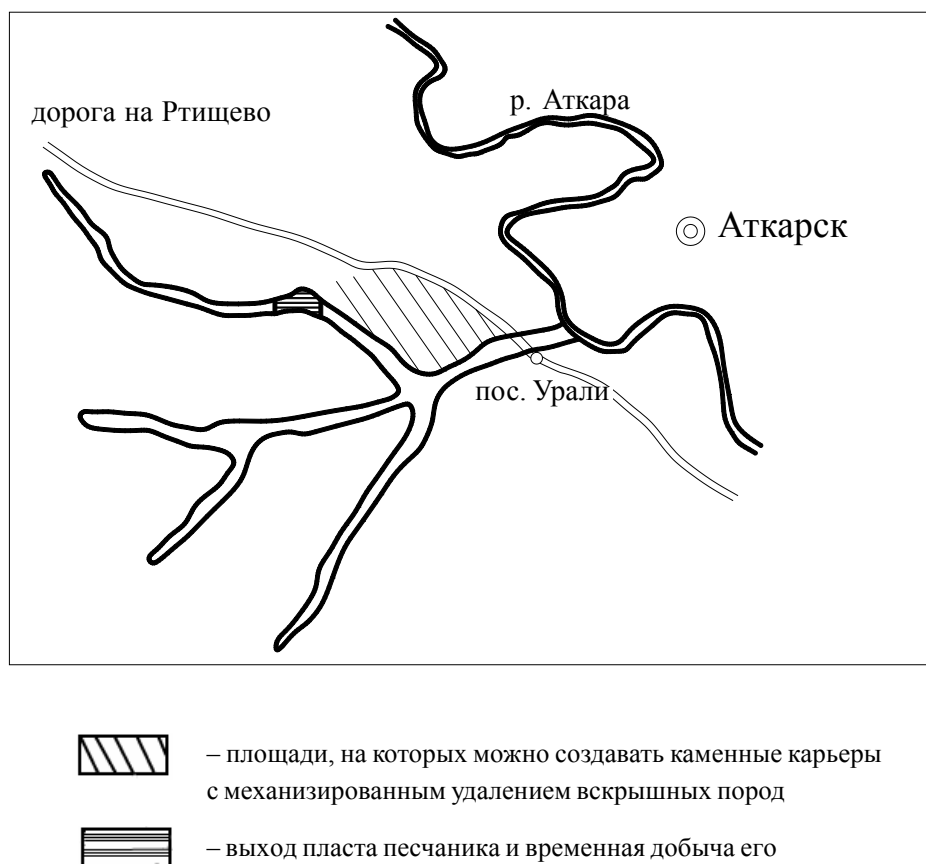 дорога на Ртищево
р. Аткара
Аткарск
пос. Урали
– площади, на которых можно создавать каменные карьеры
с механизированным удалением вскрышных пород
– выход пласта песчаника и временная добыча его